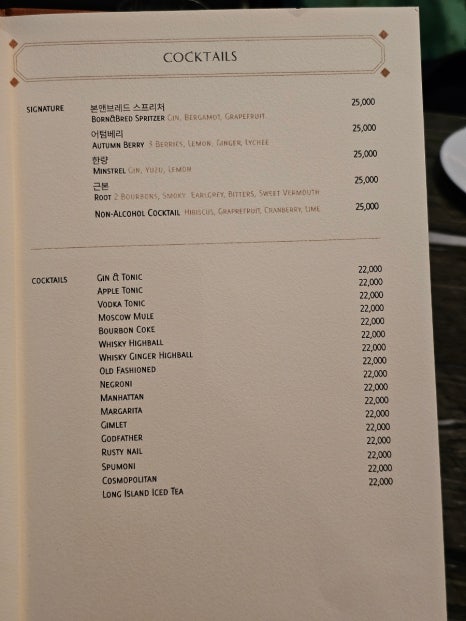 COCKTAILS
SIGNATURE 본앤브레드 스프리처 25,000
BORN&BRED SPRITZER GIN, BERGAMOT, GRAPEFRUIT
어텀베리 25,000
AUTUMN BERRY 3 BERRIES, LEMON, GINGER, LYCHEE
한량 25,000
MINSTREL GIN, YUZU, LEMON
근본 25,000
ROOT 2 BOURBONS, SMOKY EARLGREY, BITTERS, SWEET VERMOUTH
NON-ALCOHOL COCKTAIL HIBISCUS, GRAPREFRUIT, CRANBERRY, LIME 25,000
COCKTAILS GIN & TONIC 22,000
APPLE TONIC 22,000
VODKA TONIC 22,000
MOSCOW MULE 22,000
BOURBON COKE 22,000
WHISKY HIGHBALL 22,000
WHISKY GINGER HIGHBALL 22,000
OLD FASHIONED 22,000
NEGRONI 22,000
MANHATTAN 22,000
MARGARITA 22,000
GIMLET 22,000
GODFATHER 22,000
RUSTY NAIL 22,000
SPUMONI 22,000
COSMOPOLITAN 22,000
LONG ISLAND ICED TEA 22,000